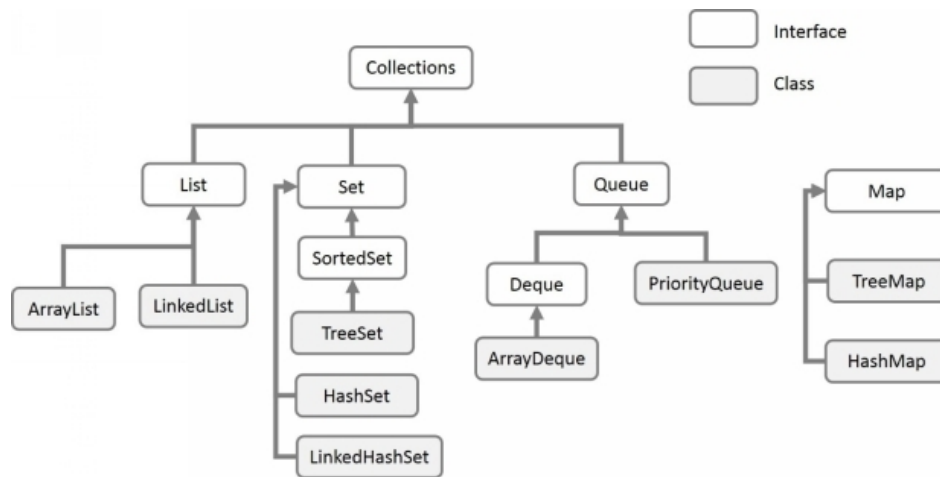 Interface
Collections
Class
List
Set
Queue
Map
SortedSet
Deque
PriorityQueue
TreeMap
ArrayList
LinkedList
TreeSet
ArrayDeque
HashMap
HashSet
LinkedHashSet